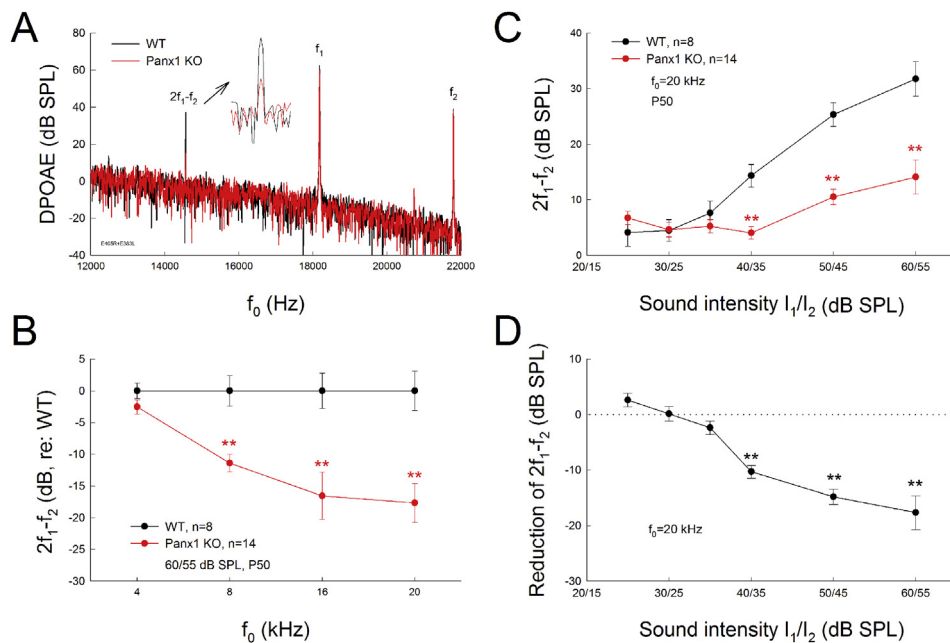 A
80
60
40
20
0
-20
-40
DPOAE (dB SPL)
WT
Panx1 KO
2f1-f2
f1
f2
12000 14000 16000 18000 20000 22000
f0 (Hz)
B
5
0
-5
-10
-15
-20
-25
-30
2f1-f2 (dB, re: WT)
**
**
**
WT, n=8
Panx1 KO, n=14
60/55 dB SPL, P50
4 8 16 20
f0 (kHz)
C
40
30
20
10
0
2f1-f2 (dB SPL)
WT, n=8
Panx1 KO, n=14
f0=20 kHz
P50
**
**
**
20/15 30/25 40/35 50/45 60/55
Sound intensity I1/I2 (dB SPL)
D
10
0
-10
-20
-30
Reduction of 2f1-f2 (dB SPL)
**
**
**
f0=20 kHz
20/15 30/25 40/35 50/45 60/55
Sound intensity I1/I2 (dB SPL)